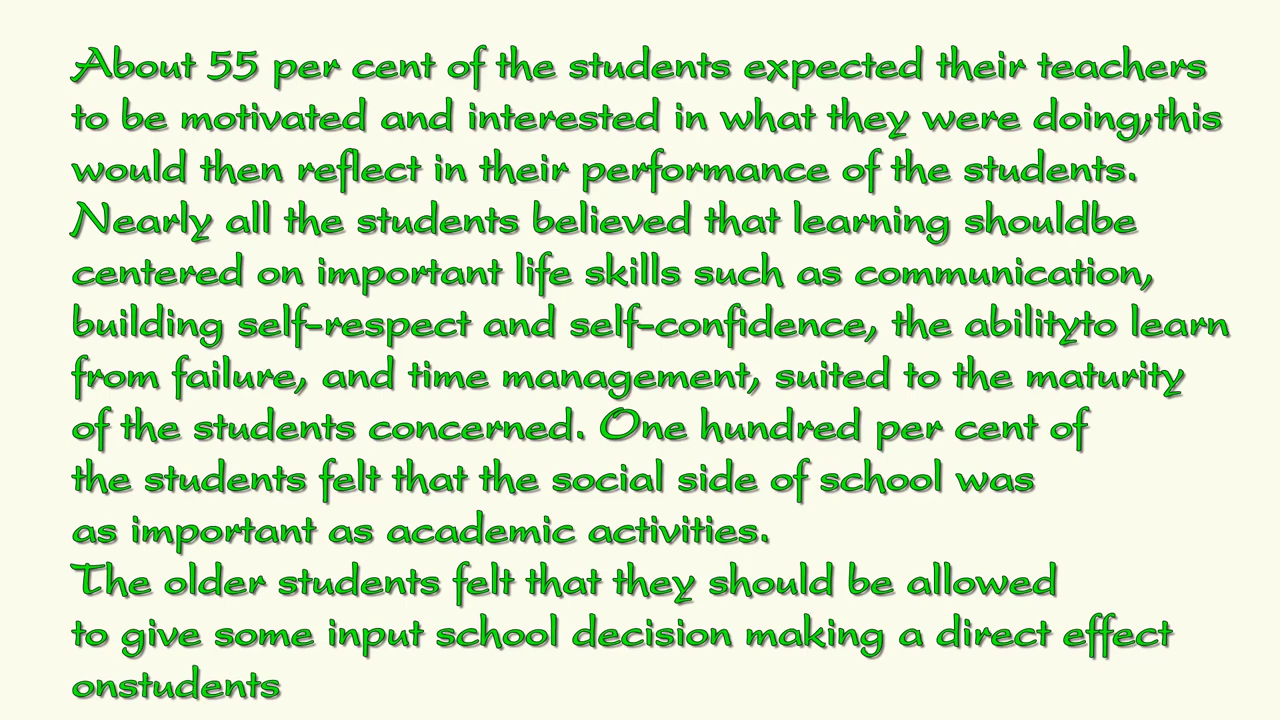 About 55 per cent of the students expected their teachers
to be motivated and interested in what they were doing;this
would then reflect in their performance of the students.
Nearly all the students believed that learning shouldbe
centered on important life skills such as communication,
building self-respect and self-confidence, the abilityto learn
from failure, and time management, suited to the maturity
of the students concerned. One hundred per cent of
the students felt that the social side of school was
as important as academic activities.
The older students felt that they should be allowed
to give some input school decision making a direct effect
onstudents